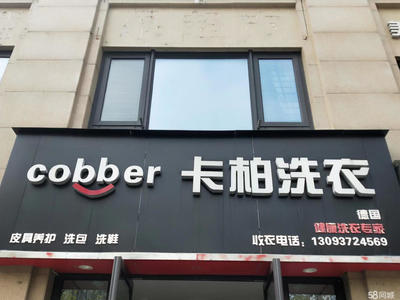 cobber 卡柏洗衣
德国
健康洗衣专家
皮具养护 洗包 洗鞋
收衣电话：13093724569
58同城